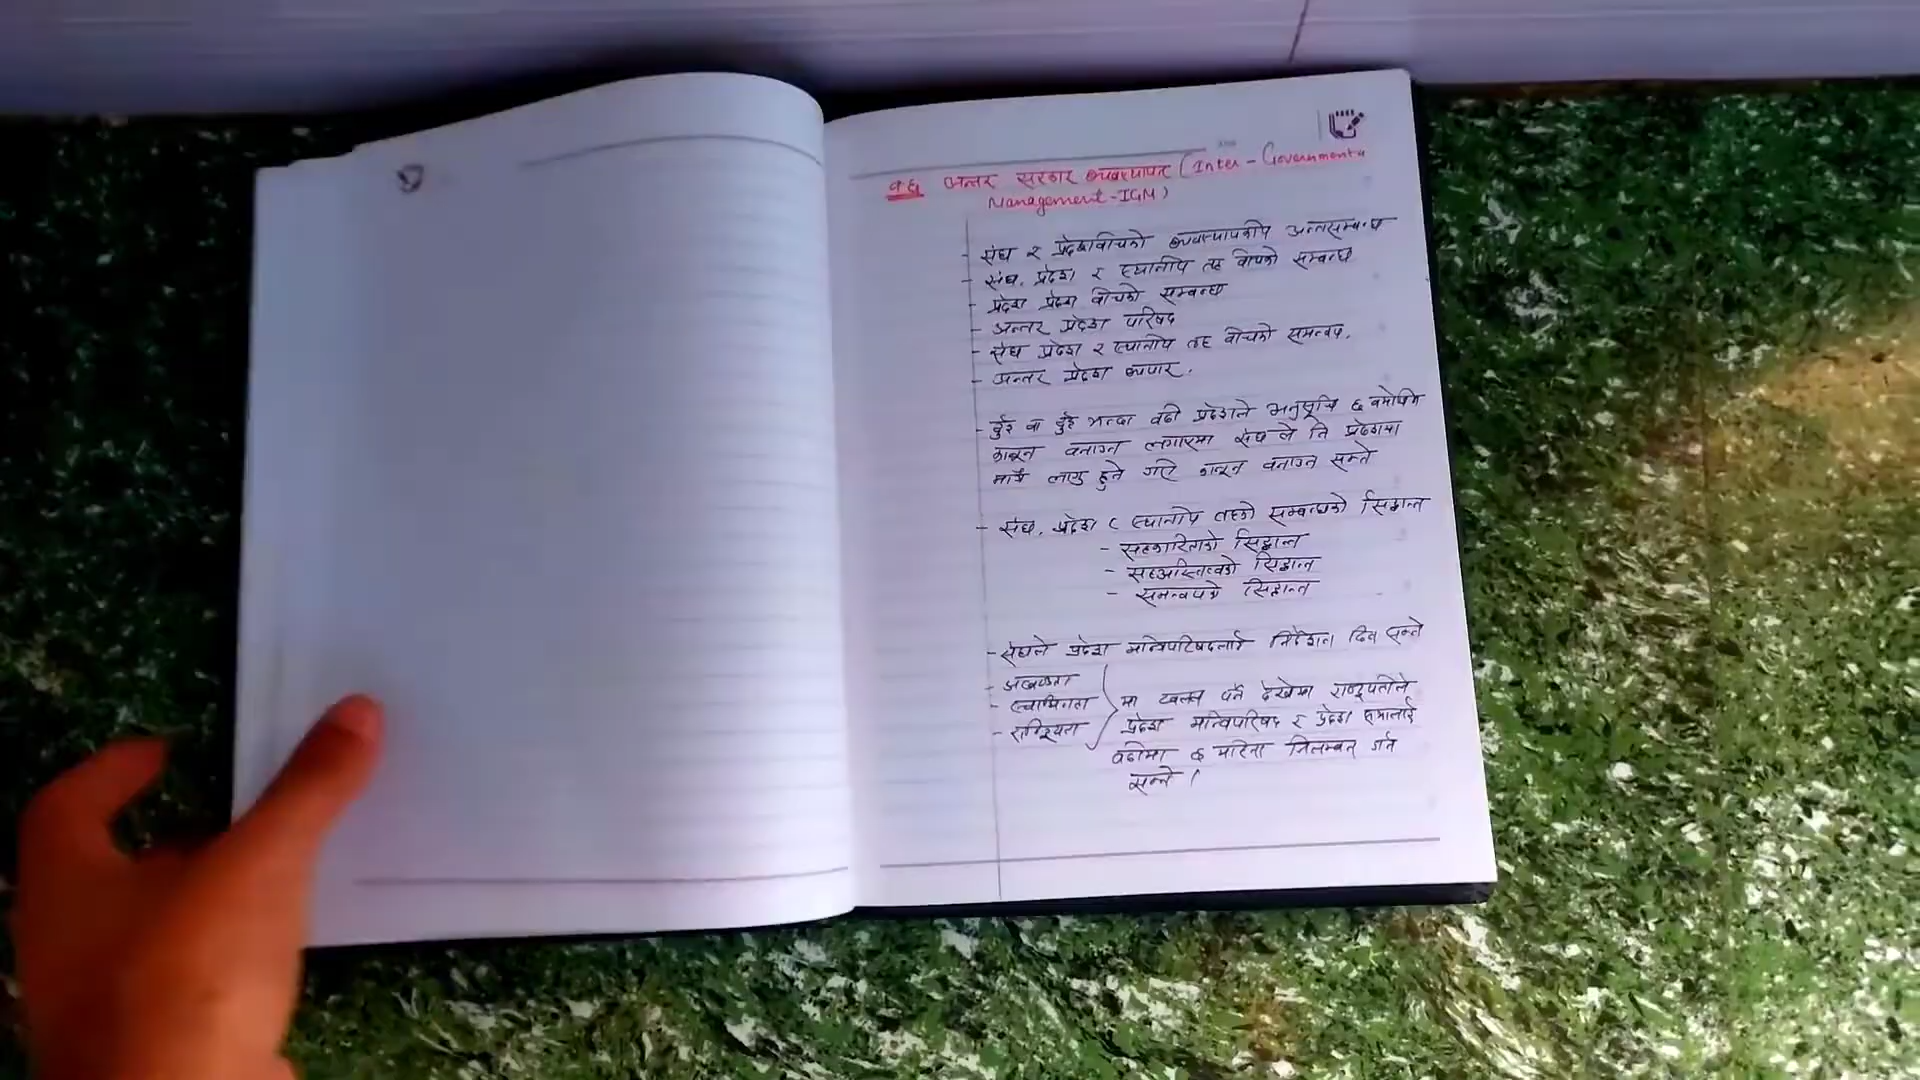 १६ अन्तर सरकार व्यवस्थापन (Inter-Governmenta
Management-IGM)
- संघ र प्रदेशबीचको व्यवस्थापकीय अन्तरसम्बन्ध
- संघ, प्रदेश र स्थानीय तह बीचको सम्बन्ध
- प्रदेश प्रदेश बीचको सम्बन्ध
- अन्तर प्रदेश परिषद
- संघ प्रदेश र स्थानीय तह बीचको समन्वय.
- अन्तर प्रदेश व्यापार.
- दुई वा दुई भन्दा बढी प्रदेशले अनुसूचि ६ बमोजिम
कानून बनाउन लगाएमा संघ ले ति प्रदेशमा
मात्रै लागु हुने गरि कानून बनाउन सक्ने
- संघ, प्रदेश र स्थानीय तहको सम्बन्धको सिद्धान्त
- सहकारिताको सिद्धान्त
- सहअस्तित्वको सिद्धान्त
- समन्वयको सिद्धान्त
- संघले प्रदेश मन्त्रिपरिषदलाई निर्देशन दिन सक्ने
- अखण्डता
- स्वाधिनता मा खलल पर्ने देखेमा राष्ट्रपतीले
- राष्ट्रियता प्रदेश मन्त्रिपरिषद र प्रदेश सभालाई
बढीमा ६ महिना निलम्बन गर्न
सक्ने।